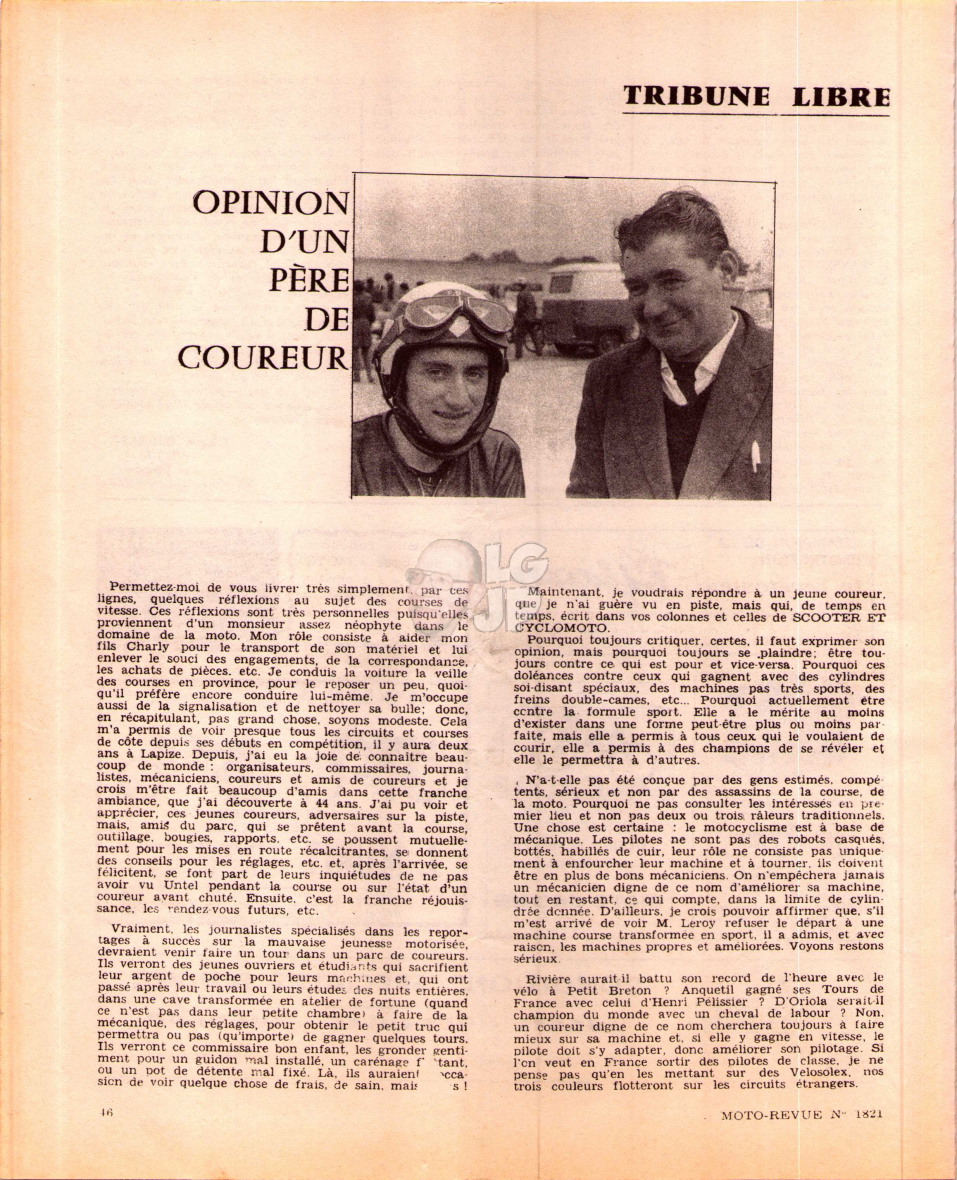 TRIBUNE LIBRE
OPINION
D'UN
PÈRE
DE
COUREUR
LG
JP
Permettez-moi de vous livrer très simplement, par ces
lignes, quelques réflexions au sujet des courses de
vitesse. Ces réflexions sont très personnelles puisqu'elles
proviennent d'un monsieur assez néophyte dans le
domaine de la moto. Mon rôle consiste à aider mon
fils Charly pour le transport de son matériel et lui
enlever le souci des engagements, de la correspondance,
les achats de pièces, etc. Je conduis la voiture la veille
des courses en province, pour le reposer un peu, quoi-
qu'il préfère encore conduire lui-même. Je m'occupe
aussi de la signalisation et de nettoyer sa bulle; donc,
en récapitulant, pas grand chose, soyons modeste. Cela
m'a permis de voir presque tous les circuits et courses
de côte depuis ses débuts en compétition, il y aura deux
ans à Lapize. Depuis, j'ai eu la joie de connaître beau-
coup de monde : organisateurs, commissaires, journa-
listes, mécaniciens, coureurs et amis de coureurs et je
crois m'être fait beaucoup d'amis dans cette franche
ambiance, que j'ai découverte à 44 ans. J'ai pu voir et
apprécier, ces jeunes coureurs, adversaires sur la piste,
mais, amis du parc, qui se prêtent avant la course,
outillage, bougies, rapports, etc. se poussent mutuelle-
ment pour les mises en route récalcitrantes, se donnent
des conseils pour les réglages, etc. et, après l'arrivée, se
félicitent, se font part de leurs inquiétudes de ne pas
avoir vu Untel pendant la course ou sur l'état d'un
coureur ayant chuté. Ensuite, c'est la franche réjouis-
sance, les rendez-vous futurs, etc.
Vraiment, les journalistes spécialisés dans les repor-
tages à succès sur la mauvaise jeunesse motorisée,
devraient venir faire un tour dans un parc de coureurs.
Ils verront des jeunes ouvriers et étudiants qui sacrifient
leur argent de poche pour leurs machines et, qui ont
passé après leur travail ou leurs études des nuits entières,
dans une cave transformée en atelier de fortune (quand
ce n'est pas dans leur petite chambre) à faire de la
mécanique, des réglages, pour obtenir le petit truc qui
permettra ou pas (qu'importe) de gagner quelques tours.
Ils verront ce commissaire bon enfant, les gronder genti-
ment pour un guidon mal installé, un carénage
ou un pot de détente mal fixé. Là, ils auraient
sion de voir quelque chose de frais, de sain, mais
Maintenant, je voudrais répondre à un jeune coureur,
que je n'ai guère vu en piste, mais qui, de temps en
temps, écrit dans vos colonnes et celles de SCOOTER ET
CYCLOMOTO.
Pourquoi toujours critiquer, certes, il faut exprimer son
opinion, mais pourquoi toujours se plaindre; être tou-
jours contre ce qui est pour et vice-versa. Pourquoi ces
doléances contre ceux qui gagnent avec des cylindres
soi-disant spéciaux, des machines pas très sports, des
freins double-cames, etc... Pourquoi actuellement être
contre la formule sport. Elle a le mérite au moins
d'exister dans une forme peut-être plus ou moins par-
faite, mais elle a permis à tous ceux qui le voulaient de
courir, elle a permis à des champions de se révéler et
elle le permettra à d'autres.
N'a-t-elle pas été conçue par des gens estimés, compé-
tents, sérieux et non par des assassins de la course, de
la moto. Pourquoi ne pas consulter les intéressés en pre-
mier lieu et non pas deux ou trois râleurs traditionnels.
Une chose est certaine : le motocyclisme est à base de
mécanique. Les pilotes ne sont pas des robots casqués,
bottés, habillés de cuir, leur rôle ne consiste pas unique-
ment à enfourcher leur machine et à tourner, ils doivent
être en plus de bons mécaniciens. On n'empêchera jamais
un mécanicien digne de ce nom d'améliorer sa machine,
tout en restant, ce qui compte, dans la limite de cylin-
drée donnée. D'ailleurs, je crois pouvoir affirmer que, s'il
m'est arrivé de voir M. Leroy refuser le départ à une
machine course transformée en sport, il a admis, et avec
raison, les machines propres et améliorées. Voyons restons
sérieux.
Rivière aurait-il battu son record de l'heure avec le
vélo à Petit Breton ? Anquetil gagné ses Tours de
France avec celui d'Henri Pélissier ? D'Oriola serait-il
champion du monde avec un cheval de labour ? Non,
un coureur digne de ce nom cherchera toujours à faire
mieux sur sa machine et, si elle y gagne en vitesse, le
pilote doit s'y adapter, donc améliorer son pilotage. Si
l'on veut en France sortir des pilotes de classe, je ne
pense pas qu'en les mettant sur des Velosolex, nos
trois couleurs flotteront sur les circuits étrangers.
46
MOTO-REVUE N° 1821